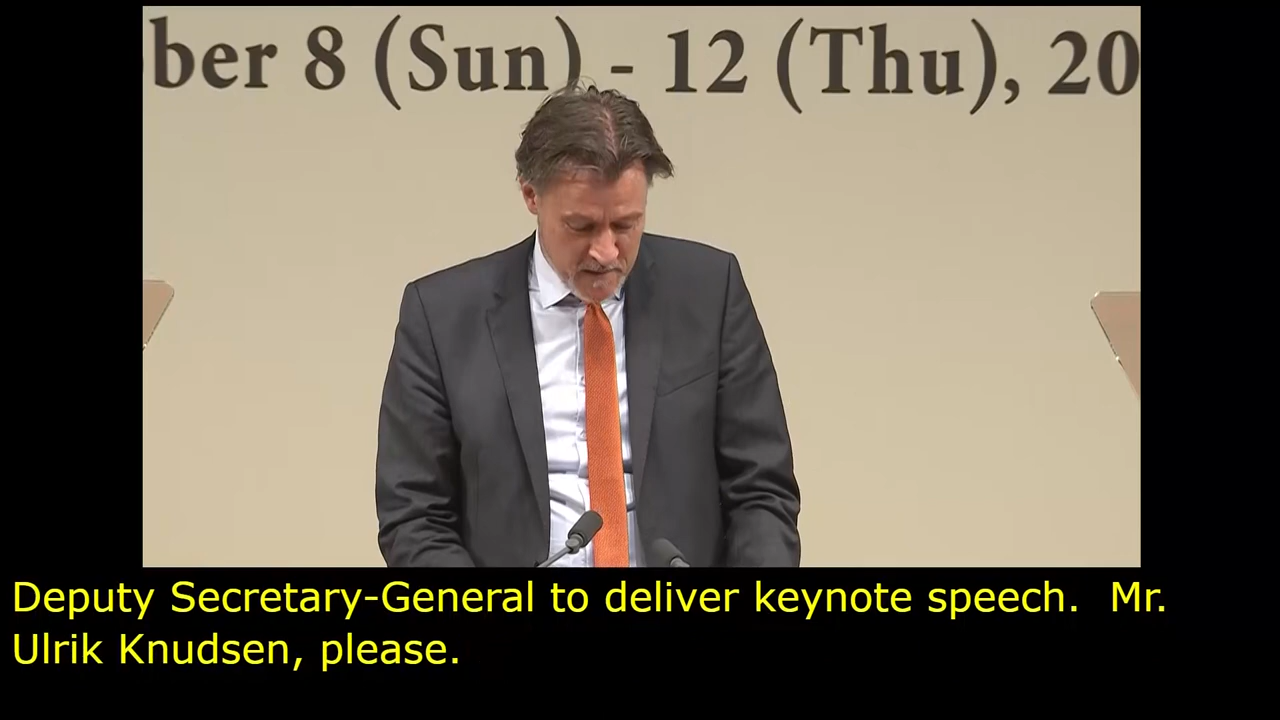 ber 8 (Sun) - 12 (Thu), 20
Deputy Secretary-General to deliver keynote speech.  Mr.
Ulrik Knudsen, please.